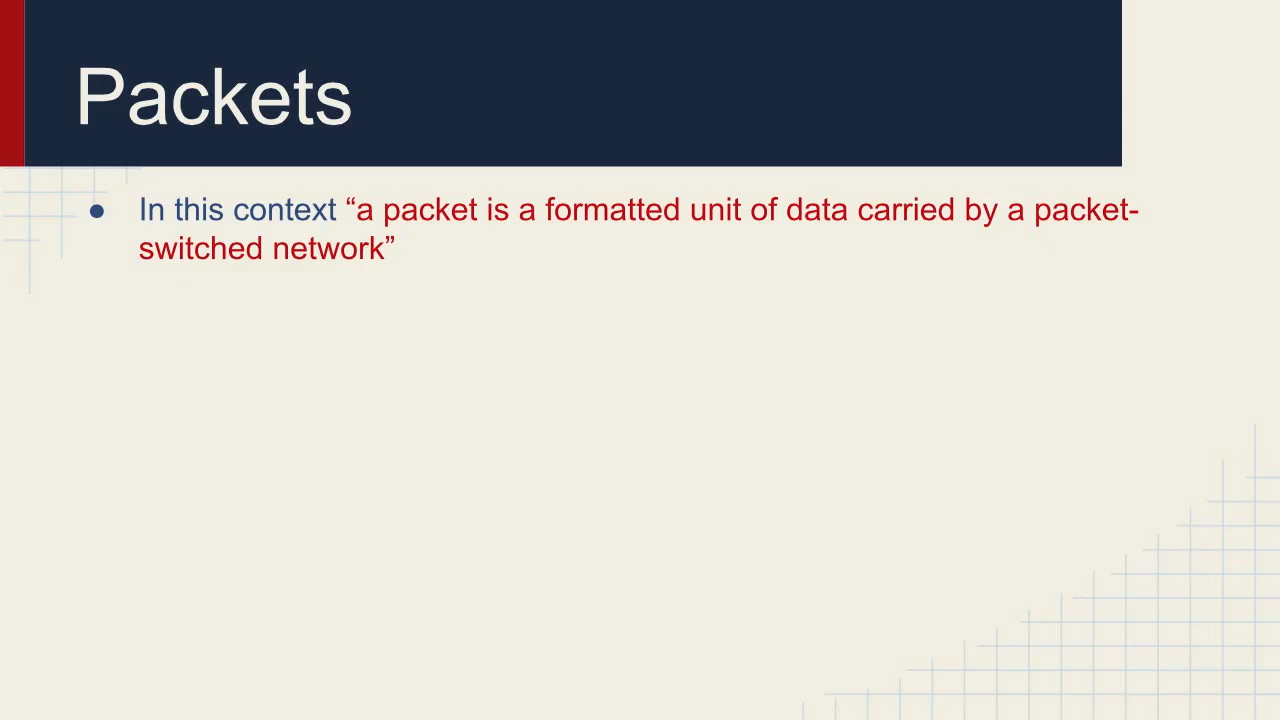 Packets
● In this context “a packet is a formatted unit of data carried by a packet-
switched network”